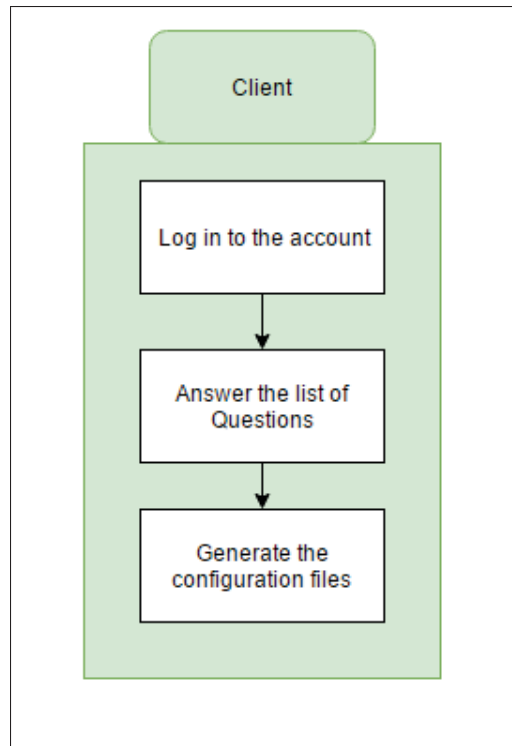 Client
Log in to the account
Answer the list of
Questions
Generate the
configuration files